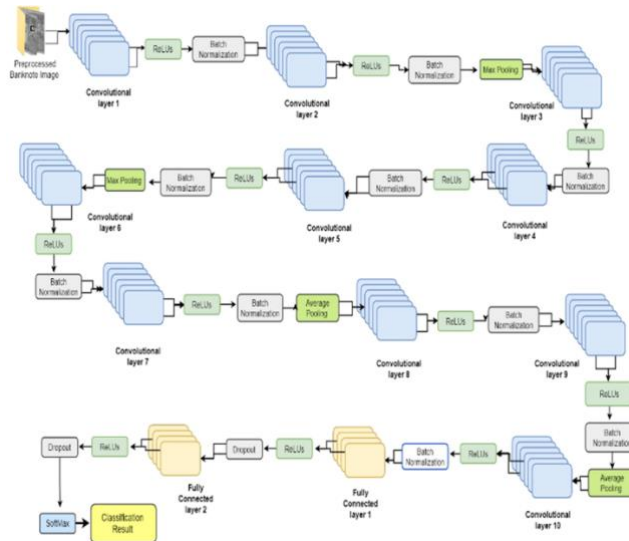 Preprocessed
Banknote Image
Convolutional
layer 1
ReLUs
Batch
Normalization
Convolutional
layer 2
ReLUs
Batch
Normalization
Max Pooling
Convolutional
layer 3
ReLUs
Batch
Normalization
Convolutional
layer 4
ReLUs
Batch
Normalization
Convolutional
layer 5
ReLUs
Batch
Normalization
Max Pooling
Convolutional
layer 6
ReLUs
Batch
Normalization
Convolutional
layer 7
ReLUs
Batch
Normalization
Average
Pooling
Convolutional
layer 8
ReLUs
Batch
Normalization
Convolutional
layer 9
ReLUs
Batch
Normalization
Average
Pooling
Convolutional
layer 10
ReLUs
Batch
Normalization
Fully
Connected
layer 1
ReLUs
Dropout
Fully
Connected
layer 2
ReLUs
Dropout
SoftMax
Classification
Result